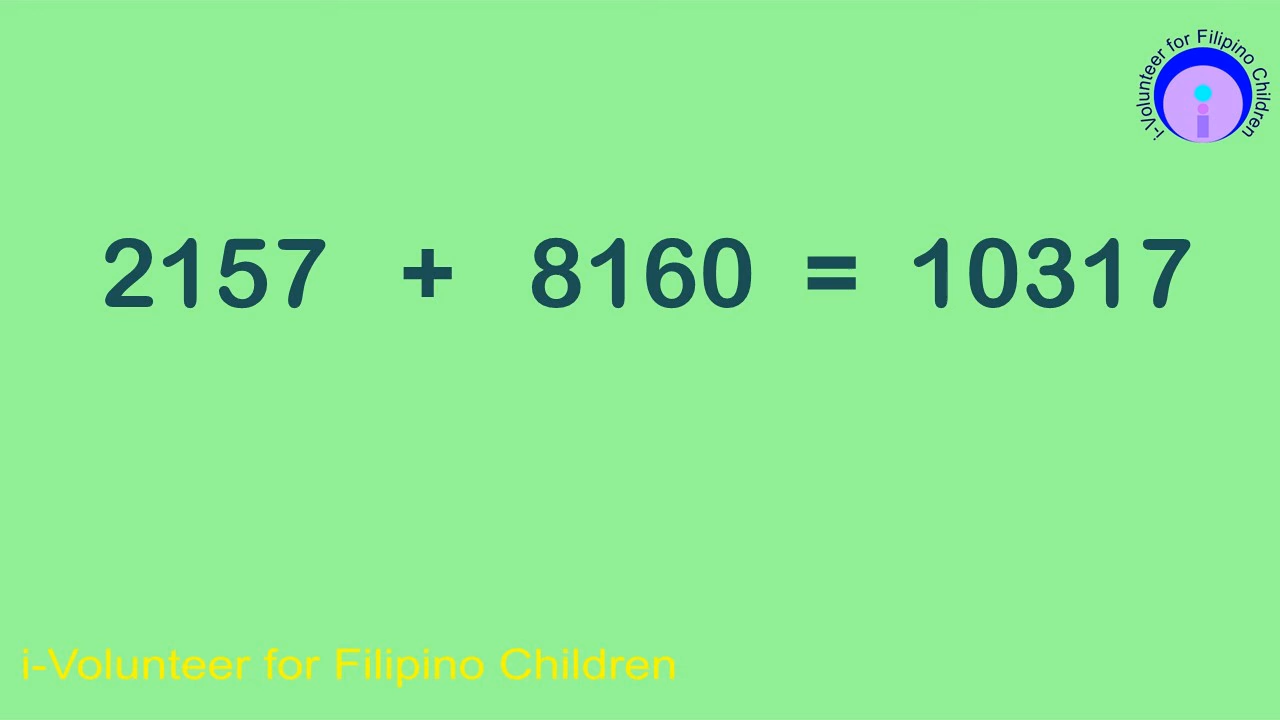 i-Volunteer for Filipino Children
i
2157 + 8160 = 10317
i-Volunteer for Filipino Children